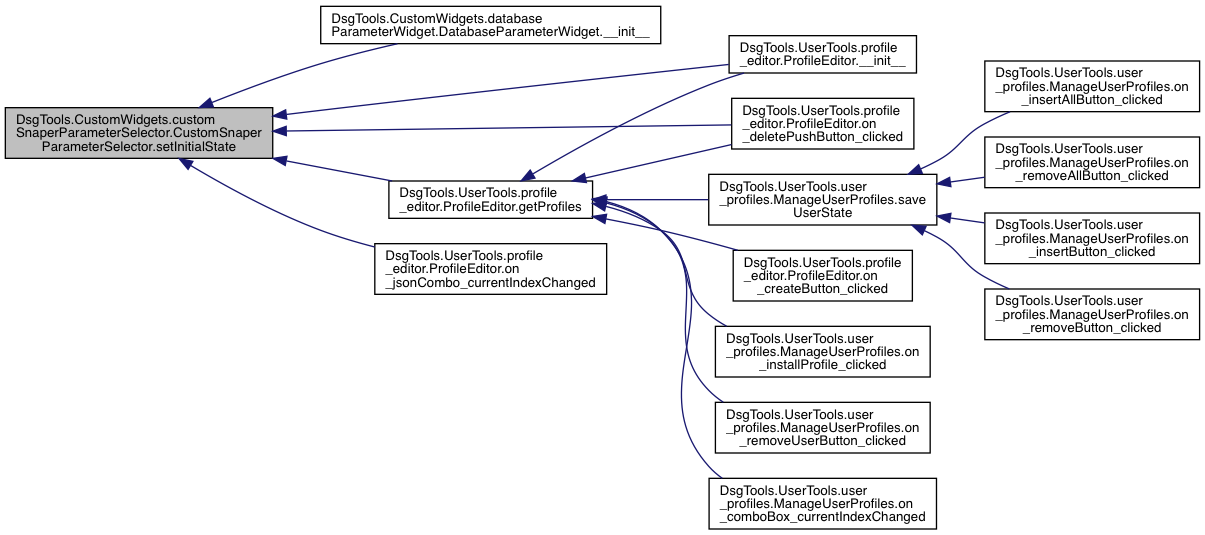 DsgTools.CustomWidgets.database
ParameterWidget.DatabaseParameterWidget.__init__
DsgTools.UserTools.profile
_editor.ProfileEditor.__init__
DsgTools.UserTools.user
_profiles.ManageUserProfiles.on
_insertAllButton_clicked
DsgTools.CustomWidgets.custom
SnaperParameterSelector.CustomSnaper
ParameterSelector.setInitialState
DsgTools.UserTools.profile
_editor.ProfileEditor.on
_deletePushButton_clicked
DsgTools.UserTools.user
_profiles.ManageUserProfiles.on
_removeAllButton_clicked
DsgTools.UserTools.profile
_editor.ProfileEditor.getProfiles
DsgTools.UserTools.user
_profiles.ManageUserProfiles.save
UserState
DsgTools.UserTools.user
_profiles.ManageUserProfiles.on
_insertButton_clicked
DsgTools.UserTools.profile
_editor.ProfileEditor.on
_jsonCombo_currentIndexChanged
DsgTools.UserTools.profile
_editor.ProfileEditor.on
_createButton_clicked
DsgTools.UserTools.user
_profiles.ManageUserProfiles.on
_removeButton_clicked
DsgTools.UserTools.user
_profiles.ManageUserProfiles.on
_installProfile_clicked
DsgTools.UserTools.user
_profiles.ManageUserProfiles.on
_removeUserButton_clicked
DsgTools.UserTools.user
_profiles.ManageUserProfiles.on
_comboBox_currentIndexChanged